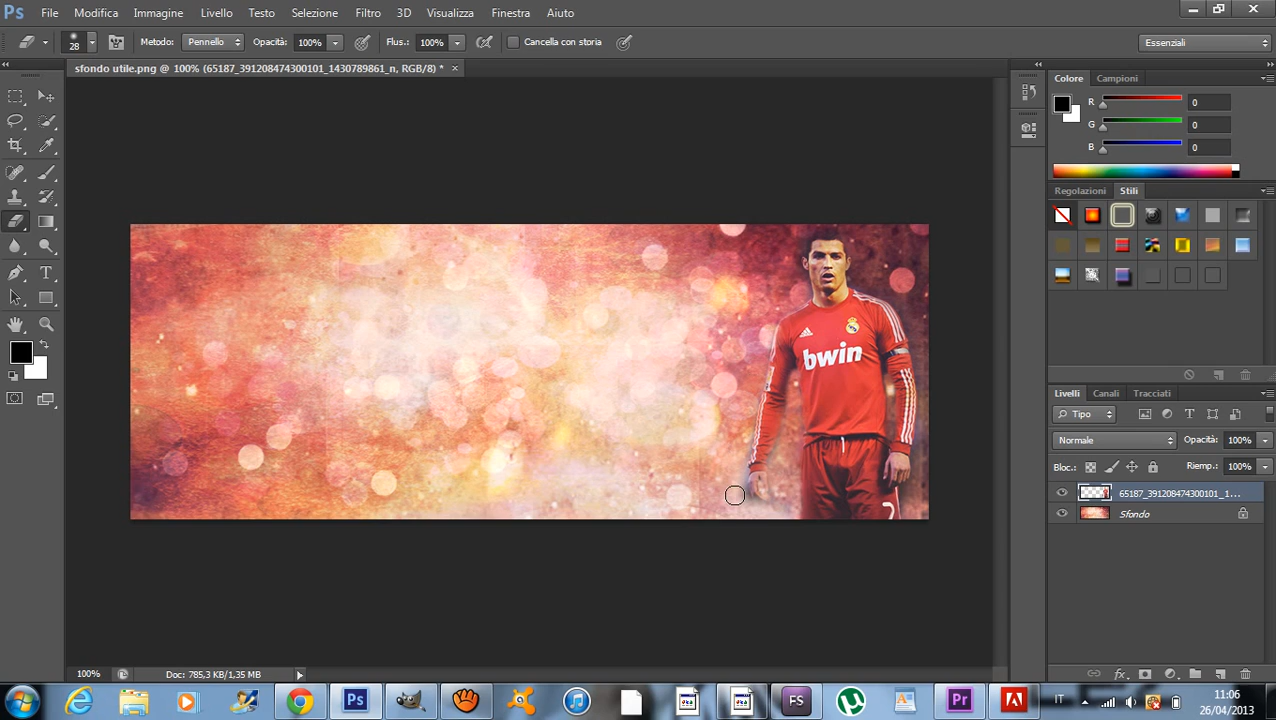 Ps File Modifica Immagine Livello Testo Selezione Filtro 3D Visualizza Finestra Aiuto
28 Metodo: Pennello Opacità: 100% Flus.: 100% Cancella con storia Essenziali
sfondo utile.png @ 100% (65187_391208474300101_1430789861_n, RGB/8) * ×
Colore Campioni
R 0
G 0
B 0
Regolazioni Stili
bwin
Livelli Canali Tracciati
Tipo
Normale Opacità: 100%
Bloc.: Riemp.: 100%
65187_391208474300101_1...
Sfondo
100% Doc: 785,3 KB/1,35 MB
Ps FS Pr IT 11:06
26/04/2013